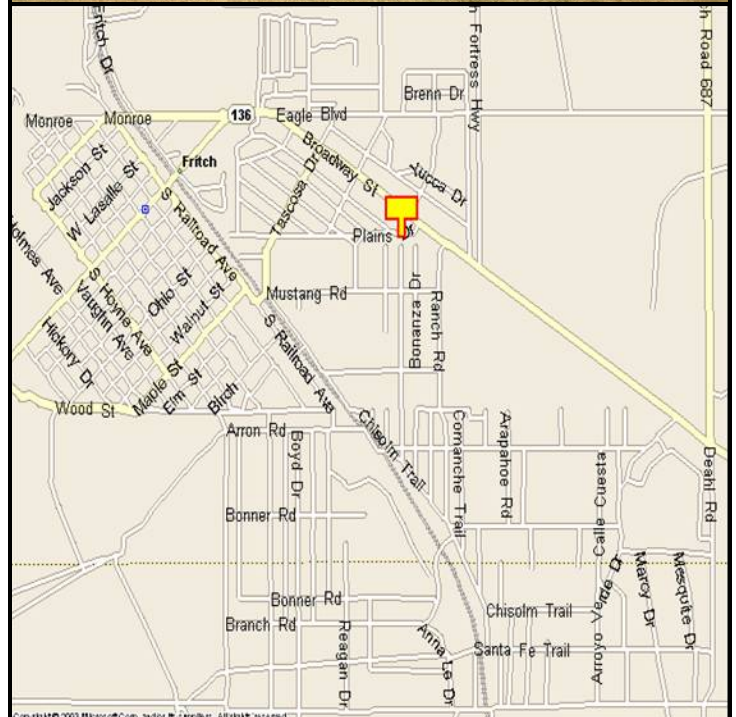 Fritch Dr
Fortress Hwy
Road 687
Brenn Dr
Monroe
Monroe
136
Eagle Blvd
Broadway St
Yucca Dr
Fritch
Jackson St
W Lasalle St
Tascosa Dr
S Railroad Ave
Plains Dr
Holmes Ave
S Hoyne Ave
Vaughn Ave
Ohio St
Walnut St
Mustang Rd
Bonanza Dr
Ranch Rd
Hickory Dr
Maple St
Elm St
Birch
S Railroad Ave
Wood St
Arron Rd
Boyd Dr
Chisolm Trail
Comanche Trail
Arapahoe Rd
Calle Cuesta
Deahl Rd
Bonner Rd
Bonner Rd
Branch Rd
Reagan Dr
Anna Le Dr
Chisolm Trail
Santa Fe Trail
Arroyo Verde Dr
Marcy Dr
Mesquite Dr